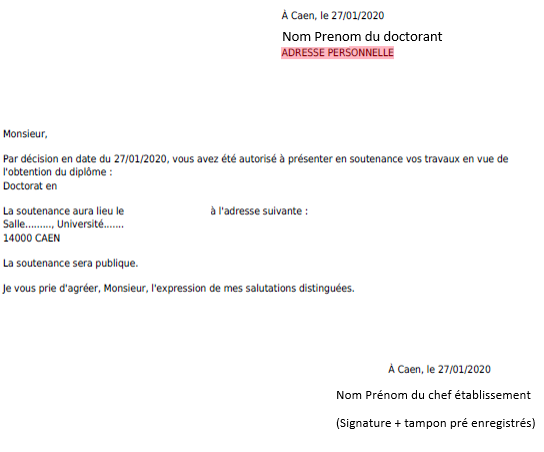 À Caen, le 27/01/2020
Nom Prenom du doctorant
ADRESSE PERSONNELLE
Monsieur,
Par décision en date du 27/01/2020, vous avez été autorisé à présenter en soutenance vos travaux en vue de
l'obtention du diplôme :
Doctorat en
La soutenance aura lieu le à l'adresse suivante :
Salle........., Université.......
14000 CAEN
La soutenance sera publique.
Je vous prie d'agréer, Monsieur, l'expression de mes salutations distinguées.
À Caen, le 27/01/2020
Nom Prénom du chef établissement
(Signature + tampon pré enregistrés)